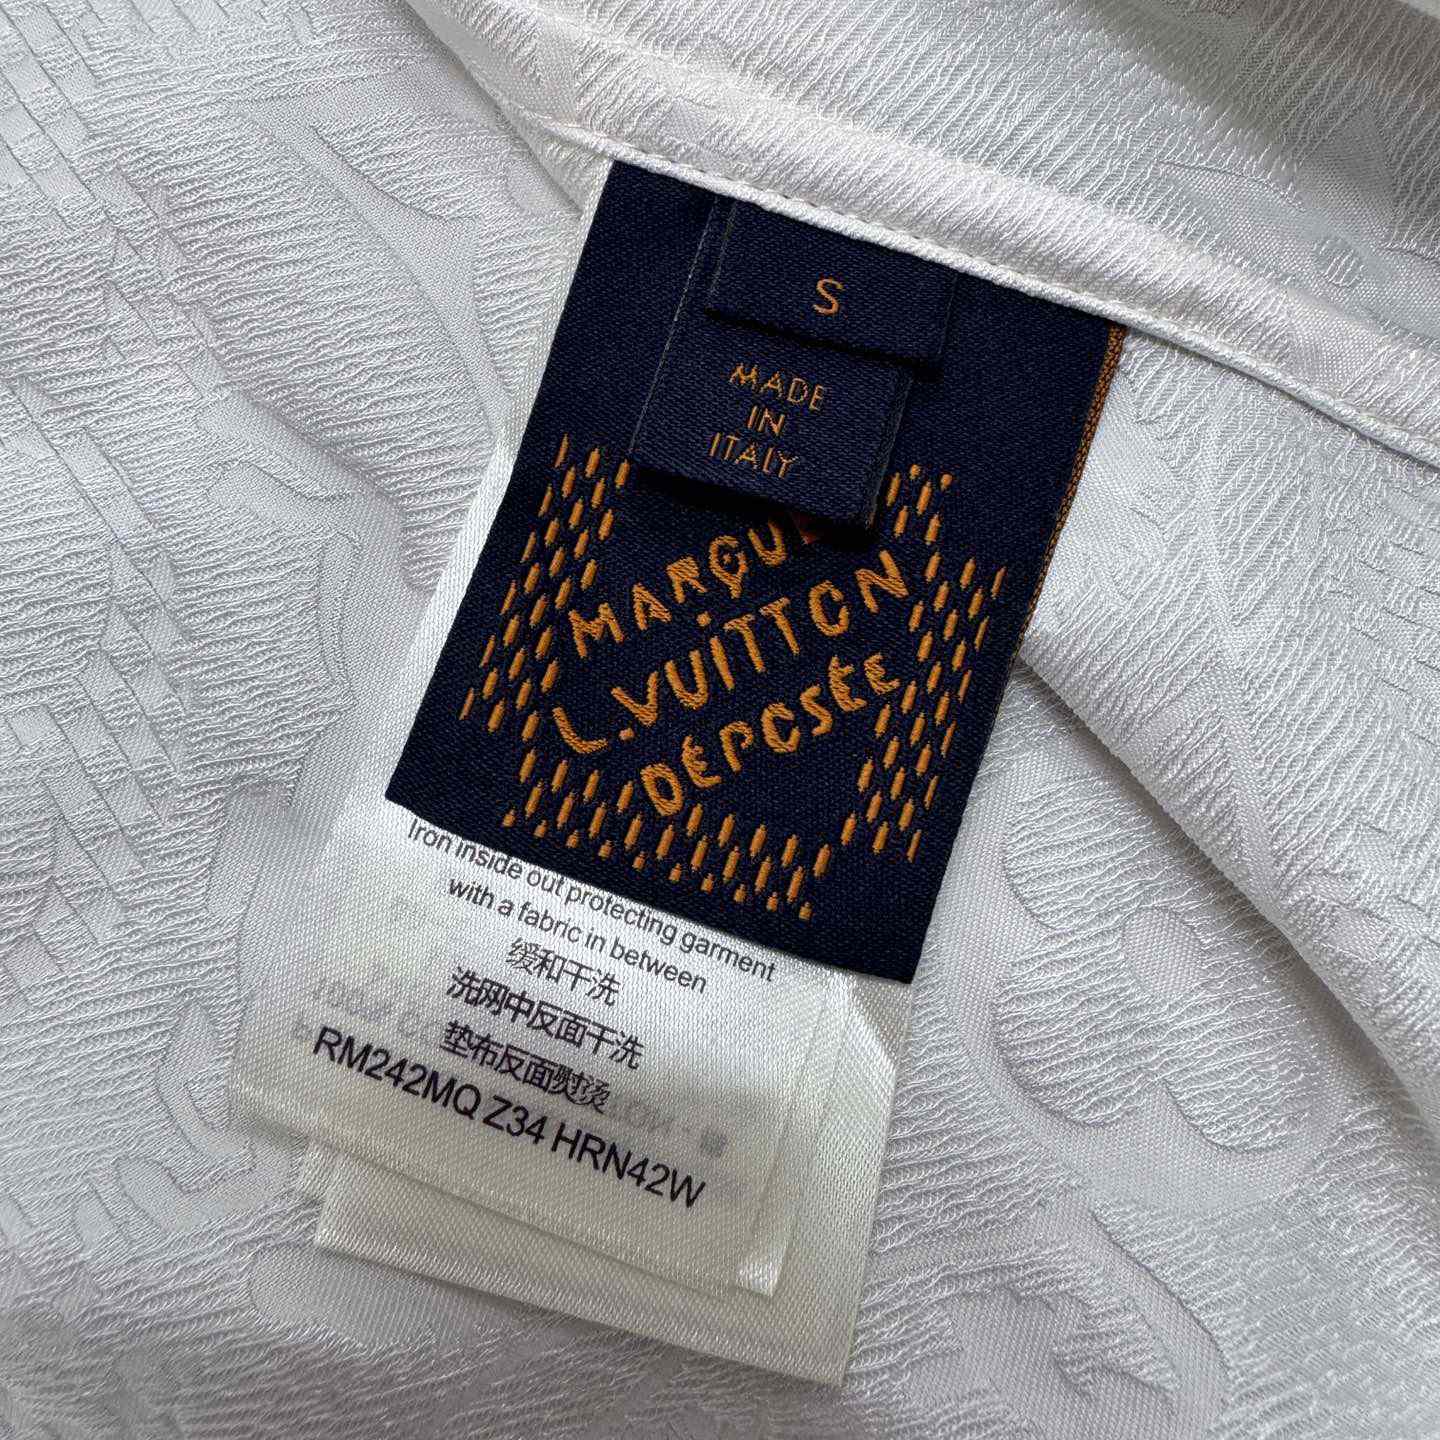 S
MADE
IN
ITALY
MARQU
L.VUITTON
DÉPOSÉE
Iron inside out protecting garment
with a fabric in between
缓和干洗
洗网中反面干洗
垫布反面熨烫
RM242MQ Z34 HRN42W